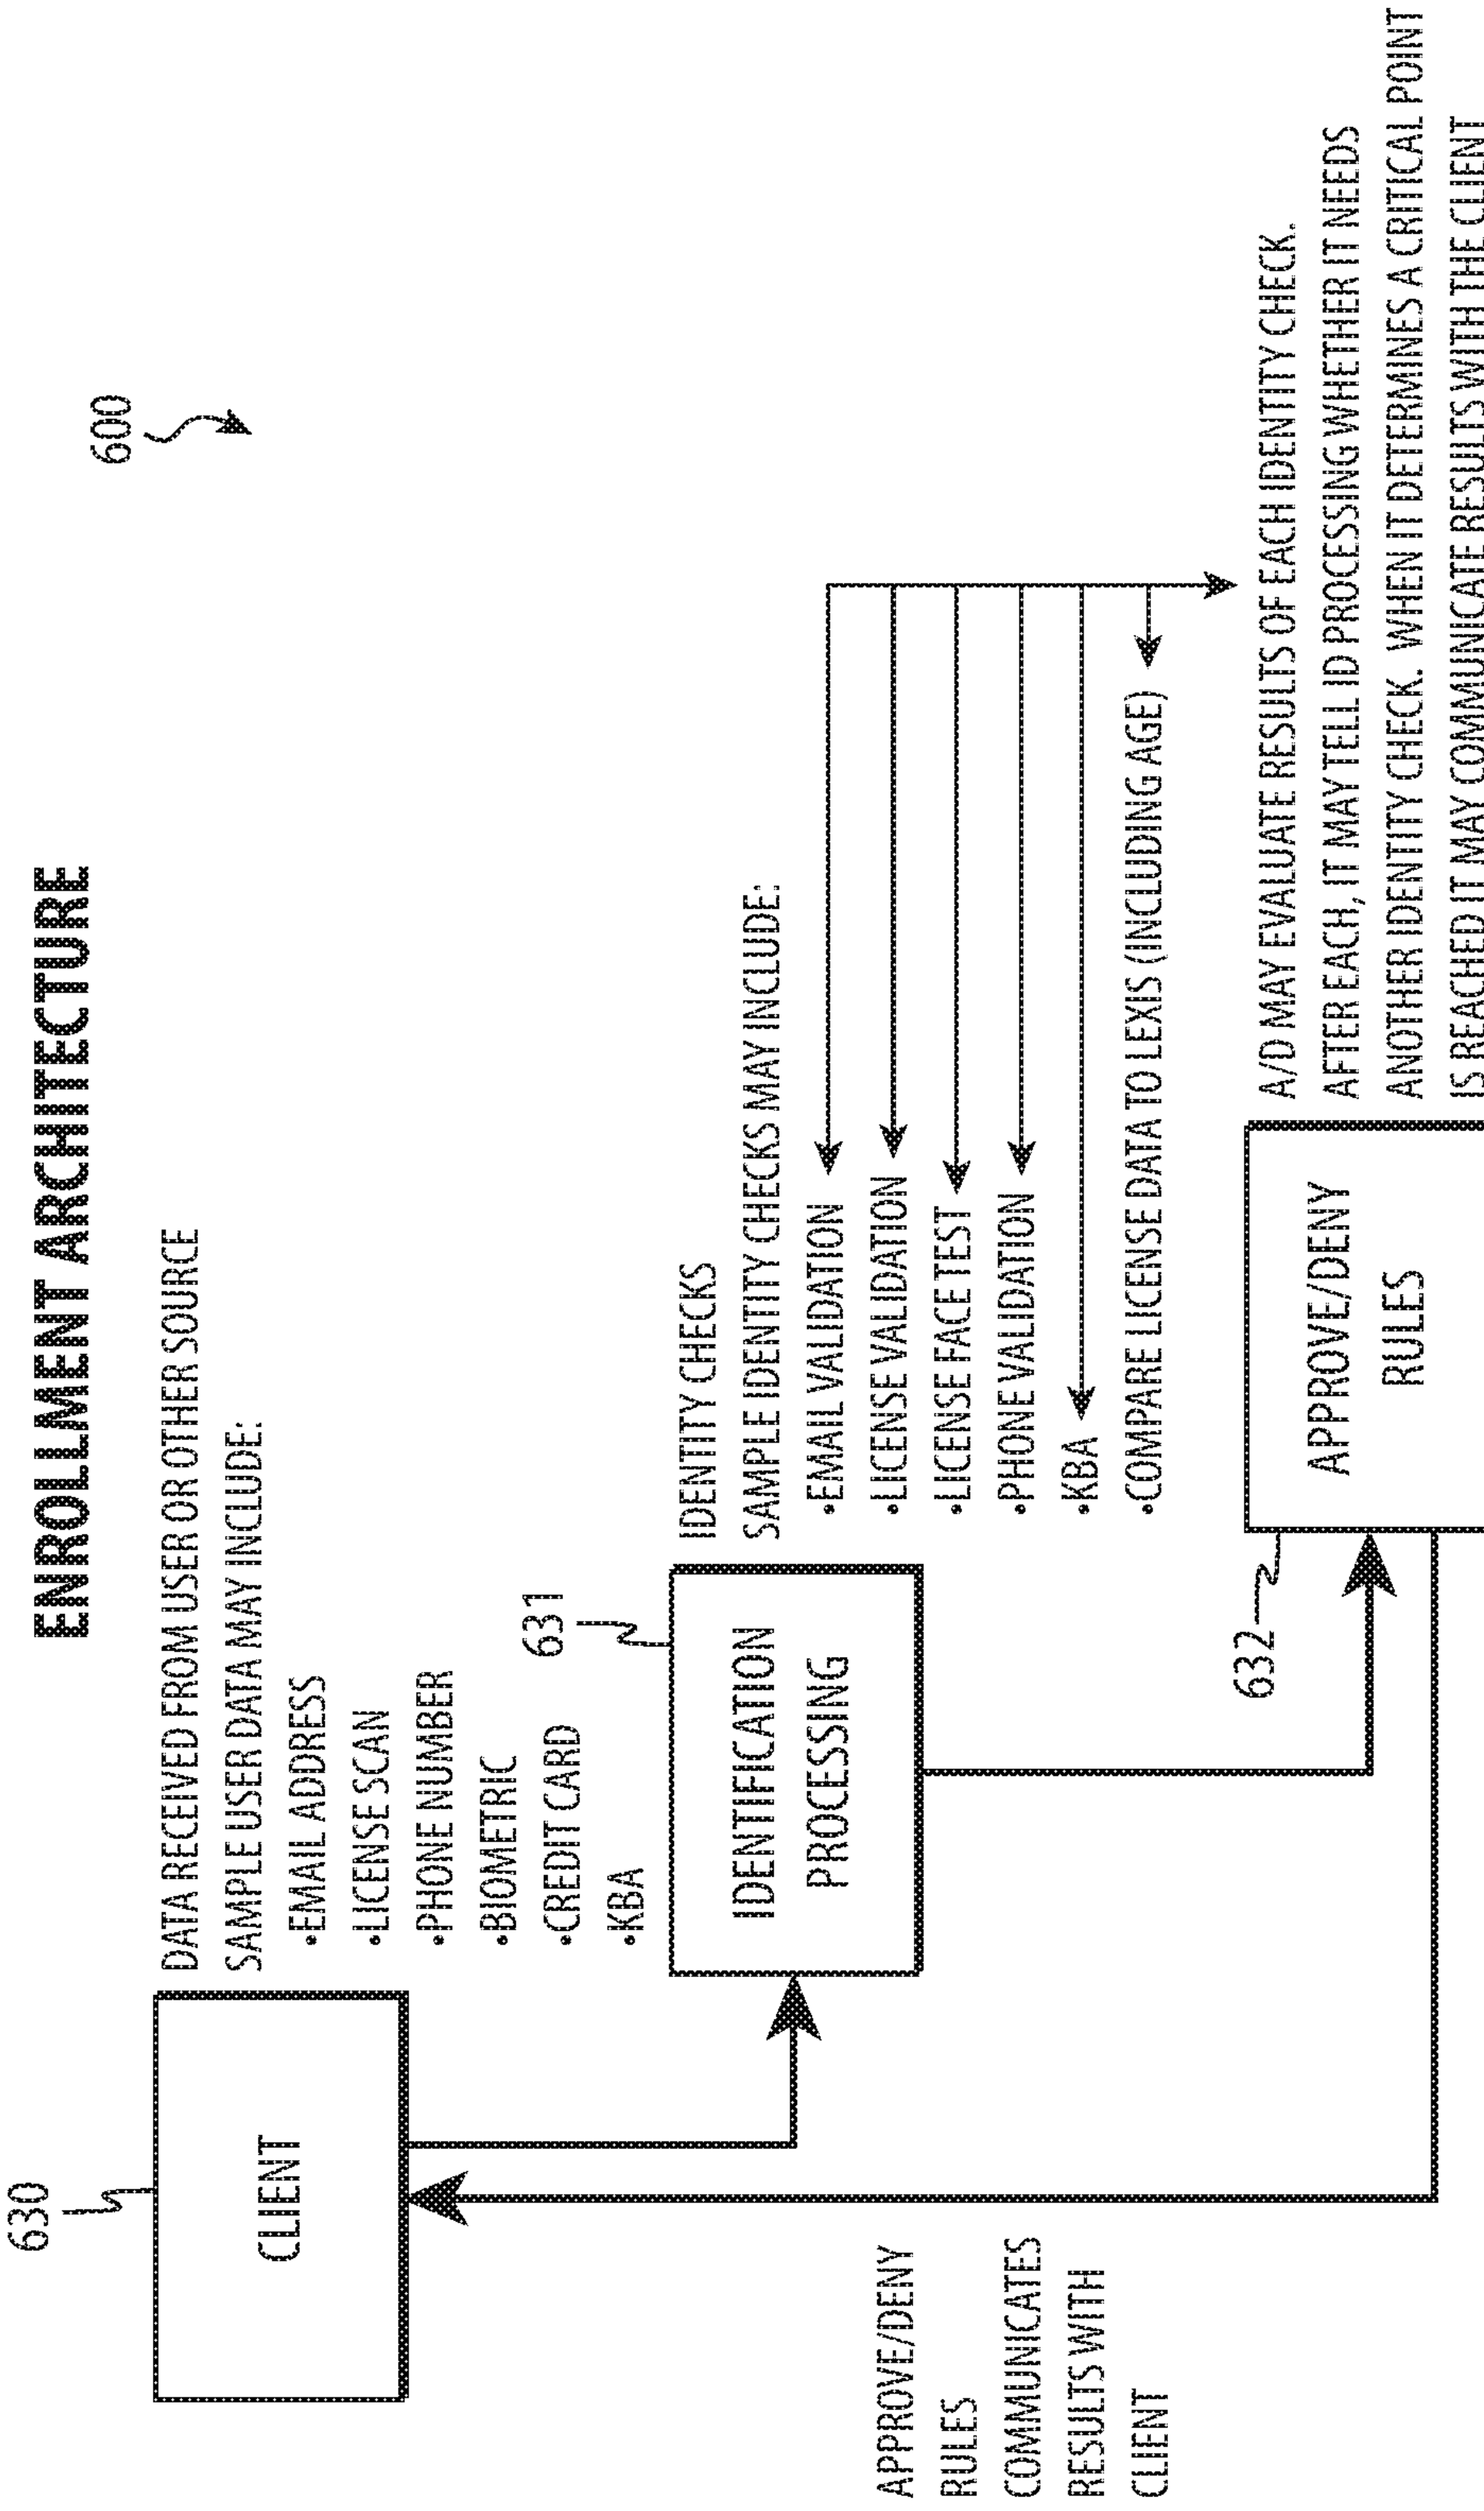 ENROLLMENT ARCHITECTURE
600
630
CLIENT
DATA RECEIVED FROM USER OR OTHER SOURCE
SAMPLE USER DATA MAY INCLUDE:
•EMAIL ADDRESS
•LICENSE SCAN
•PHONE NUMBER
•BIOMETRIC
•CREDIT CARD
•KBA
631
IDENTIFICATION
PROCESSING
IDENTITY CHECKS
SAMPLE IDENTITY CHECKS MAY INCLUDE:
•EMAIL VALIDATION
•LICENSE VALIDATION
•LICENSE FACE TEST
•PHONE VALIDATION
•KBA
•COMPARE LICENSE DATA TO LEXIS (INCLUDING AGE)
APPROVE/DENY
RULES
COMMUNICATES
RESULTS WITH
CLIENT
632
APPROVE/DENY
RULES
A/D MAY EVALUATE RESULTS OF EACH IDENTITY CHECK.
AFTER EACH, IT MAY TELL ID PROCESSING WHETHER IT NEEDS
ANOTHER IDENTITY CHECK. WHEN IT DETERMINES A CRITICAL POINT
IS REACHED IT MAY COMMUNICATE RESULTS WITH THE CLIENT